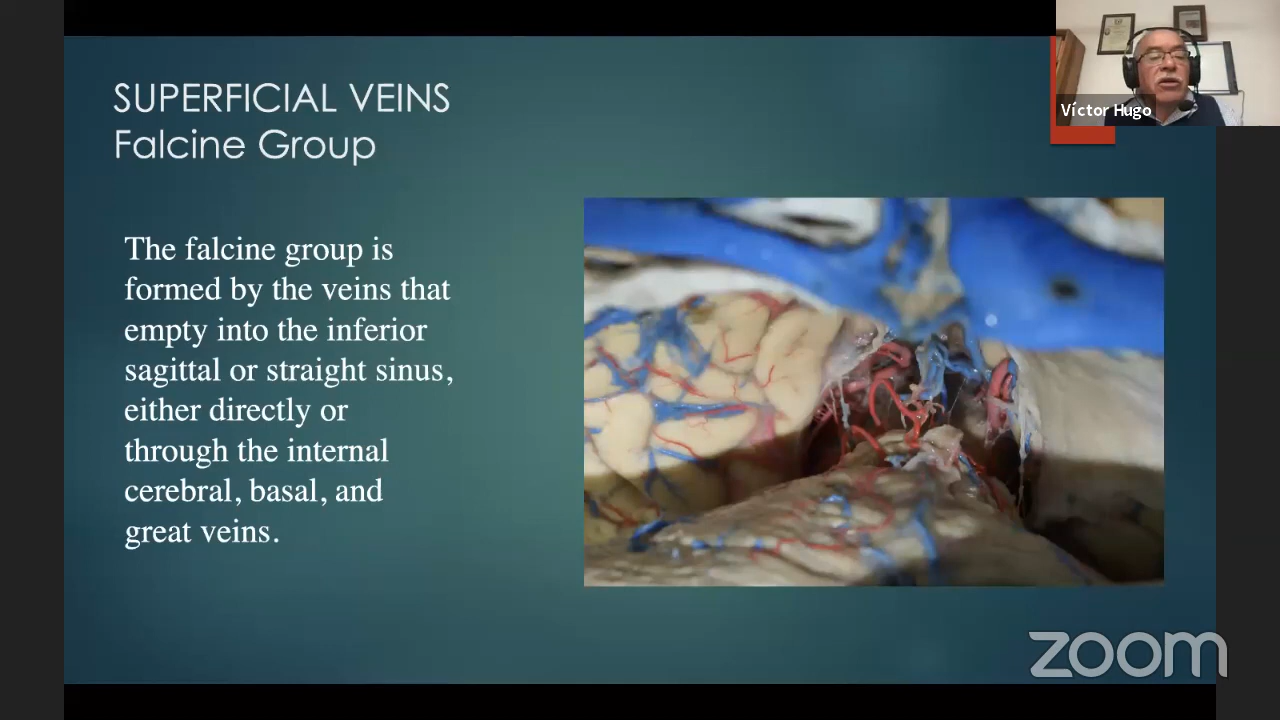 SUPERFICIAL VEINS
Falcine Group
Víctor Hugo
The falcine group is
formed by the veins that
empty into the inferior
sagittal or straight sinus,
either directly or
through the internal
cerebral, basal, and
great veins.
zoom